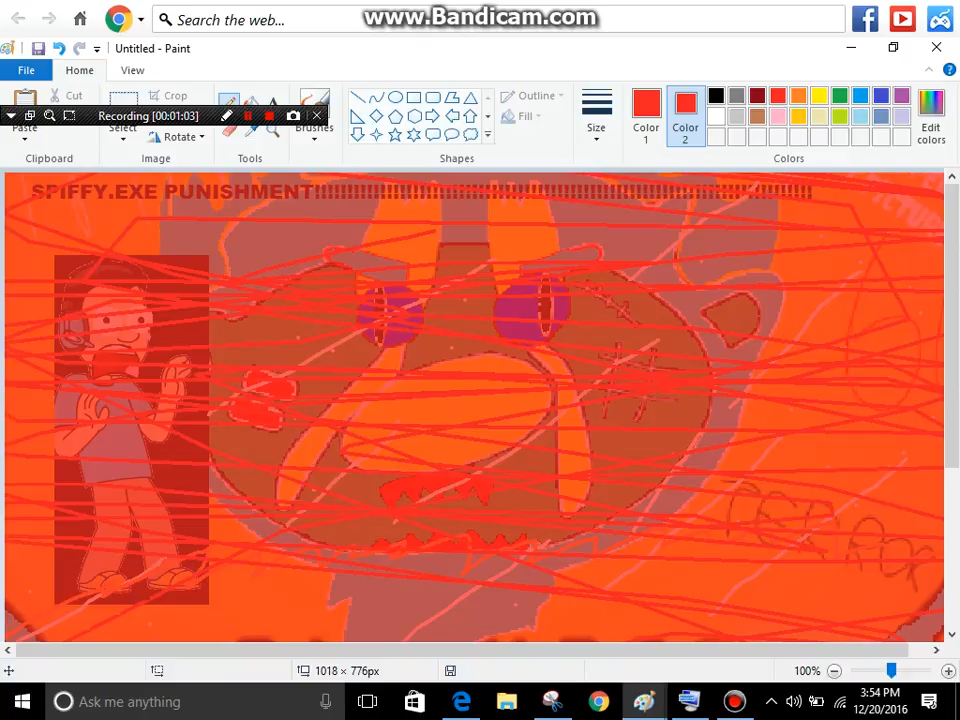 www.Bandicam.com
Search the web...
Untitled - Paint
File
Home
View
Cut
Crop
Recording [00:01:03]
Outline
Fill
Paste
Select
Rotate
Brushes
Size
Color 1
Color 2
Edit colors
Clipboard
Image
Tools
Shapes
Colors
SPIFFY.EXE PUNISHMENT!!!!!!!!!!!!!!!!!!!!!!!!!!!!!!!!!!!!!!!!!!!!!!!!!!!!!!!!!!!!!!!!!!!!!!!!!!!!!!!!!!!!!!!!!!!!
1018 × 776px
100%
Ask me anything
3:54 PM
12/20/2016